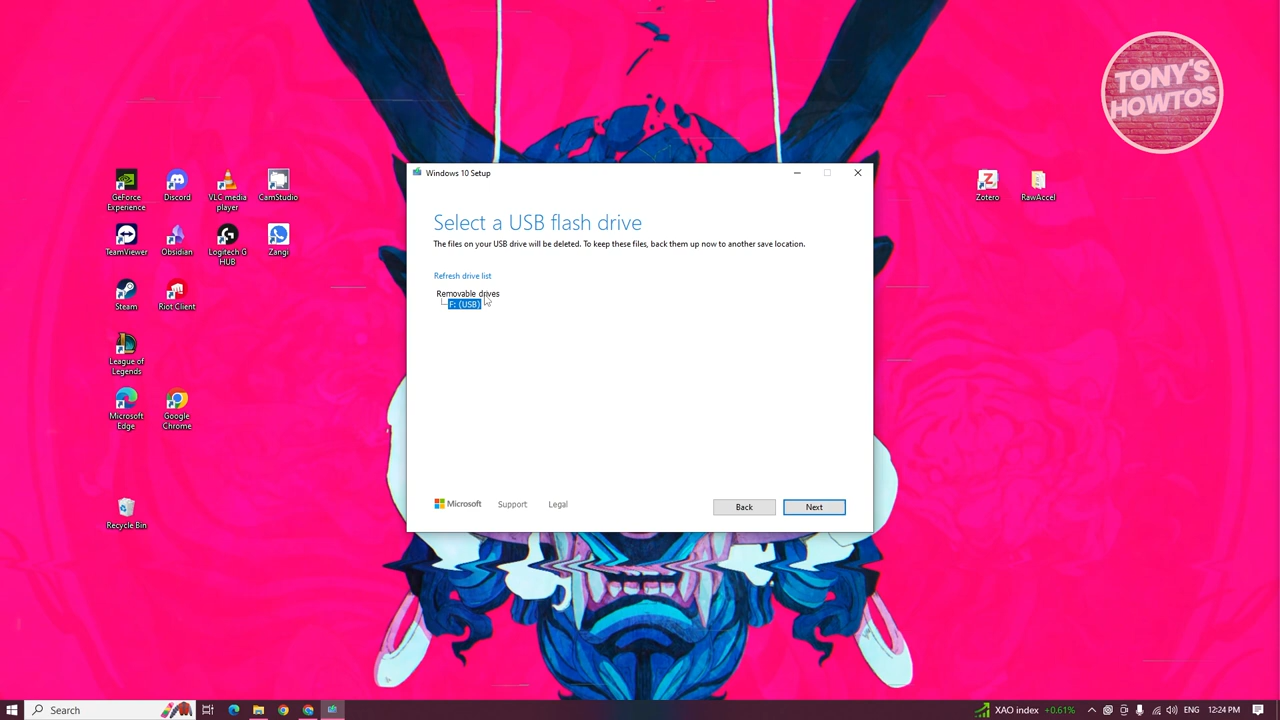 TONY'S
HOWTOS
GeForce
Experience
Discord
VLC media
player
CamStudio
TeamViewer
Obsidian
Logitech G
HUB
Zangi
Steam
Riot Client
League of
Legends
Microsoft
Edge
Google
Chrome
Recycle Bin
Zotero
RawAccel
Windows 10 Setup
Select a USB flash drive
The files on your USB drive will be deleted. To keep these files, back them up now to another save location.
Refresh drive list
Removable drives
F: (USB)
Microsoft
Support
Legal
Back
Next
Search
XAO index +0.61%
ENG
12:24 PM